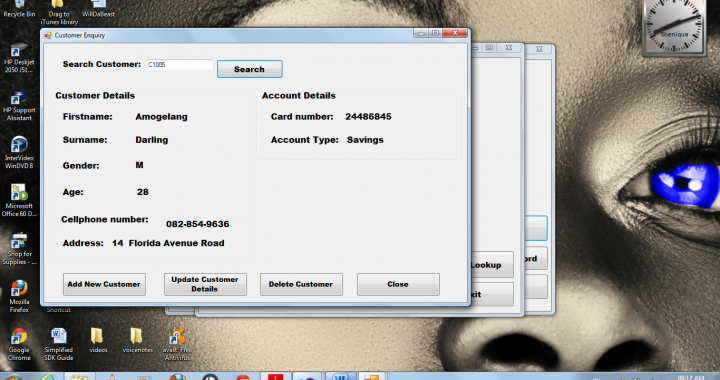 Recycle Bin
Drag to
iTunes library
WillDaBeast
Sheniqua
Customer Enquiry
Search Customer: C1005 Search
Customer Details
Account Details
Firstname: Amogelang
Card number: 24486845
Surname: Darling
Account Type: Savings
Gender: M
Age: 28
Cellphone number: 082-854-9636
Address: 14 Florida Avenue Road
Add New Customer
Update Customer
Details
Delete Customer
Close
Lookup
ord
xit
HP Deskjet
2050 J51...
HP Support
Assistant
InterVideo
WinDVD 8
Microsoft
Office 60 D...
Shop for
Supplies - ...
Mozilla
Firefox
Shortcut
Google
Chrome
Simplified
SDK Guide
videos
voicenotes
avast! Free
Antivirus
08:12 AM